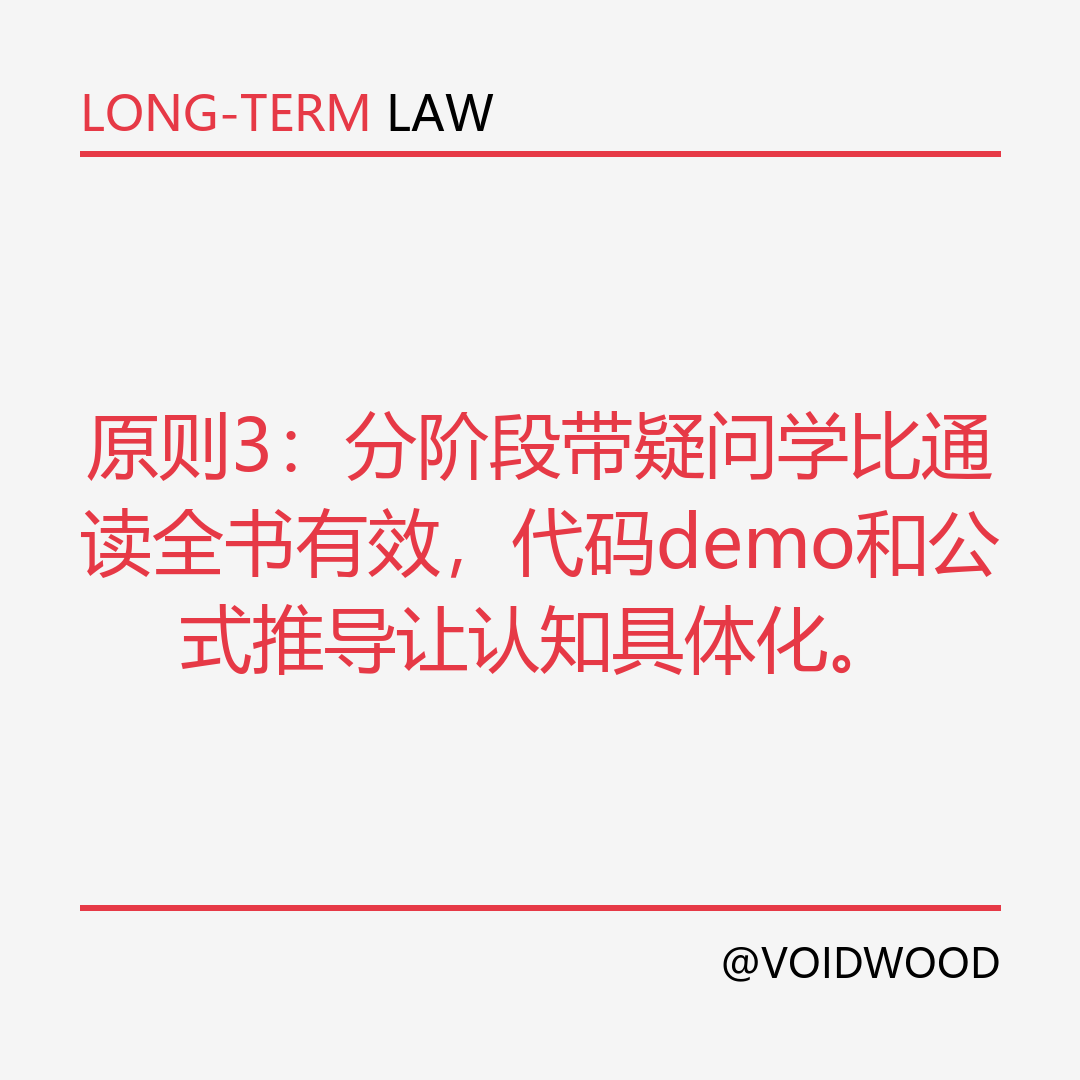 LONG-TERM LAW
原则3：分阶段带疑问学比通
读全书有效，代码demo和公
式推导让认知具体化。
@VOIDWOOD